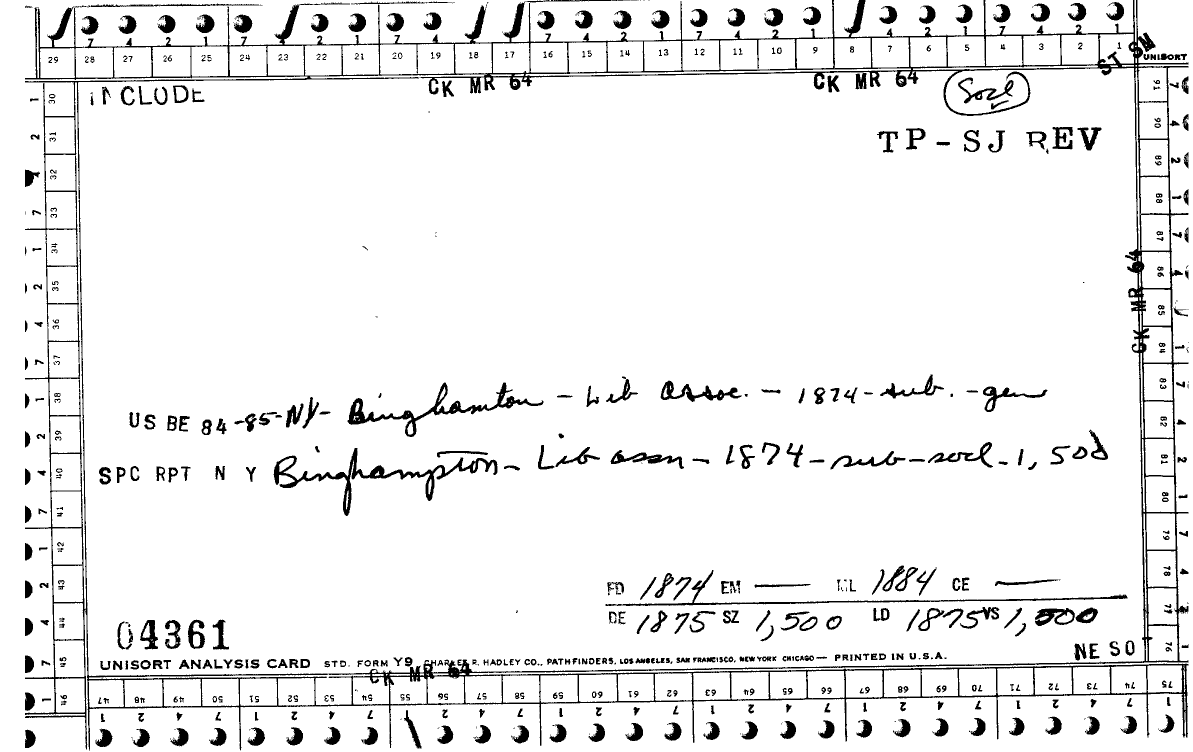 7 4 2 1 7 2 1 7 4 1 7 4 2 1 7 4 2 1 7 4 2 1 7 4 2 1
29 28 27 26 25 24 23 22 21 20 19 18 17 16 15 14 13 12 11 10 9 8 7 6 5 4 3 2 1
UNISORT
ST SM
CK MR 64 CK MR 64 Socl
INCLUDE
TP-SJ REV
CK MR 64
US BE 84-85-NY- Binghamton - Lib assoc. - 1874-sub.-gen
SPC RPT N Y Binghampton- Lib assn- 1874-sub-socl-1,500
FD 1874 EM — ML 1884 CE —
DE 1875 SZ 1,500 LD 1875 VS 1,500
04361
NE SO
UNISORT ANALYSIS CARD STD. FORM Y9 CHARLES R. HADLEY CO., PATHFINDERS, LOS ANGELES, SAN FRANCISCO, NEW YORK CHICAGO — PRINTED IN U.S.A.
CK MR 64
30 31 32 33 34 35 36 37 38 39 40 41 42 43 44 45 46
47 48 49 50 51 52 53 54 55 56 57 58 59 60 61 62 63 64 65 66 67 68 69 70 71 72 73 74 75
91 90 89 88 87 86 85 84 83 82 81 80 79 78 77 76